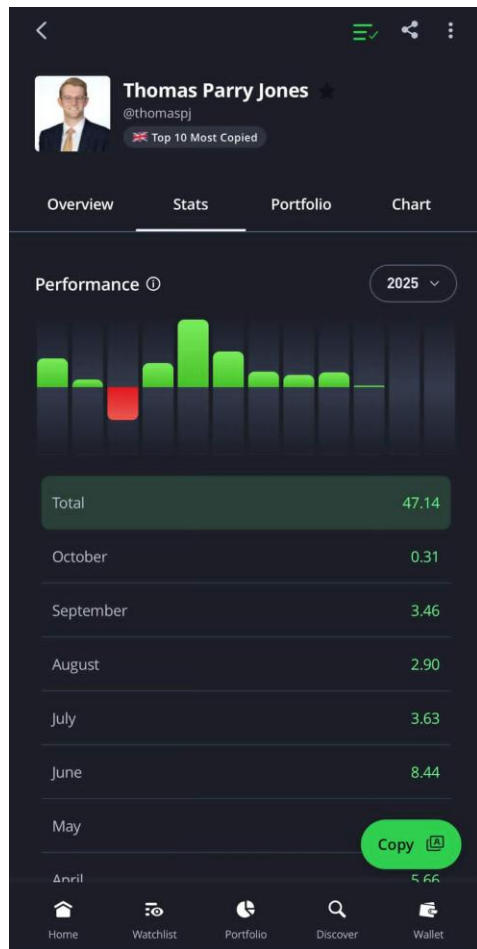 Thomas Parry Jones
@thomaspj
Top 10 Most Copied
Overview Stats Portfolio Chart
Performance
2025
Total 47.14
October 0.31
September 3.46
August 2.90
July 3.63
June 8.44
May
Copy
April 5.66
Home Watchlist Portfolio Discover Wallet